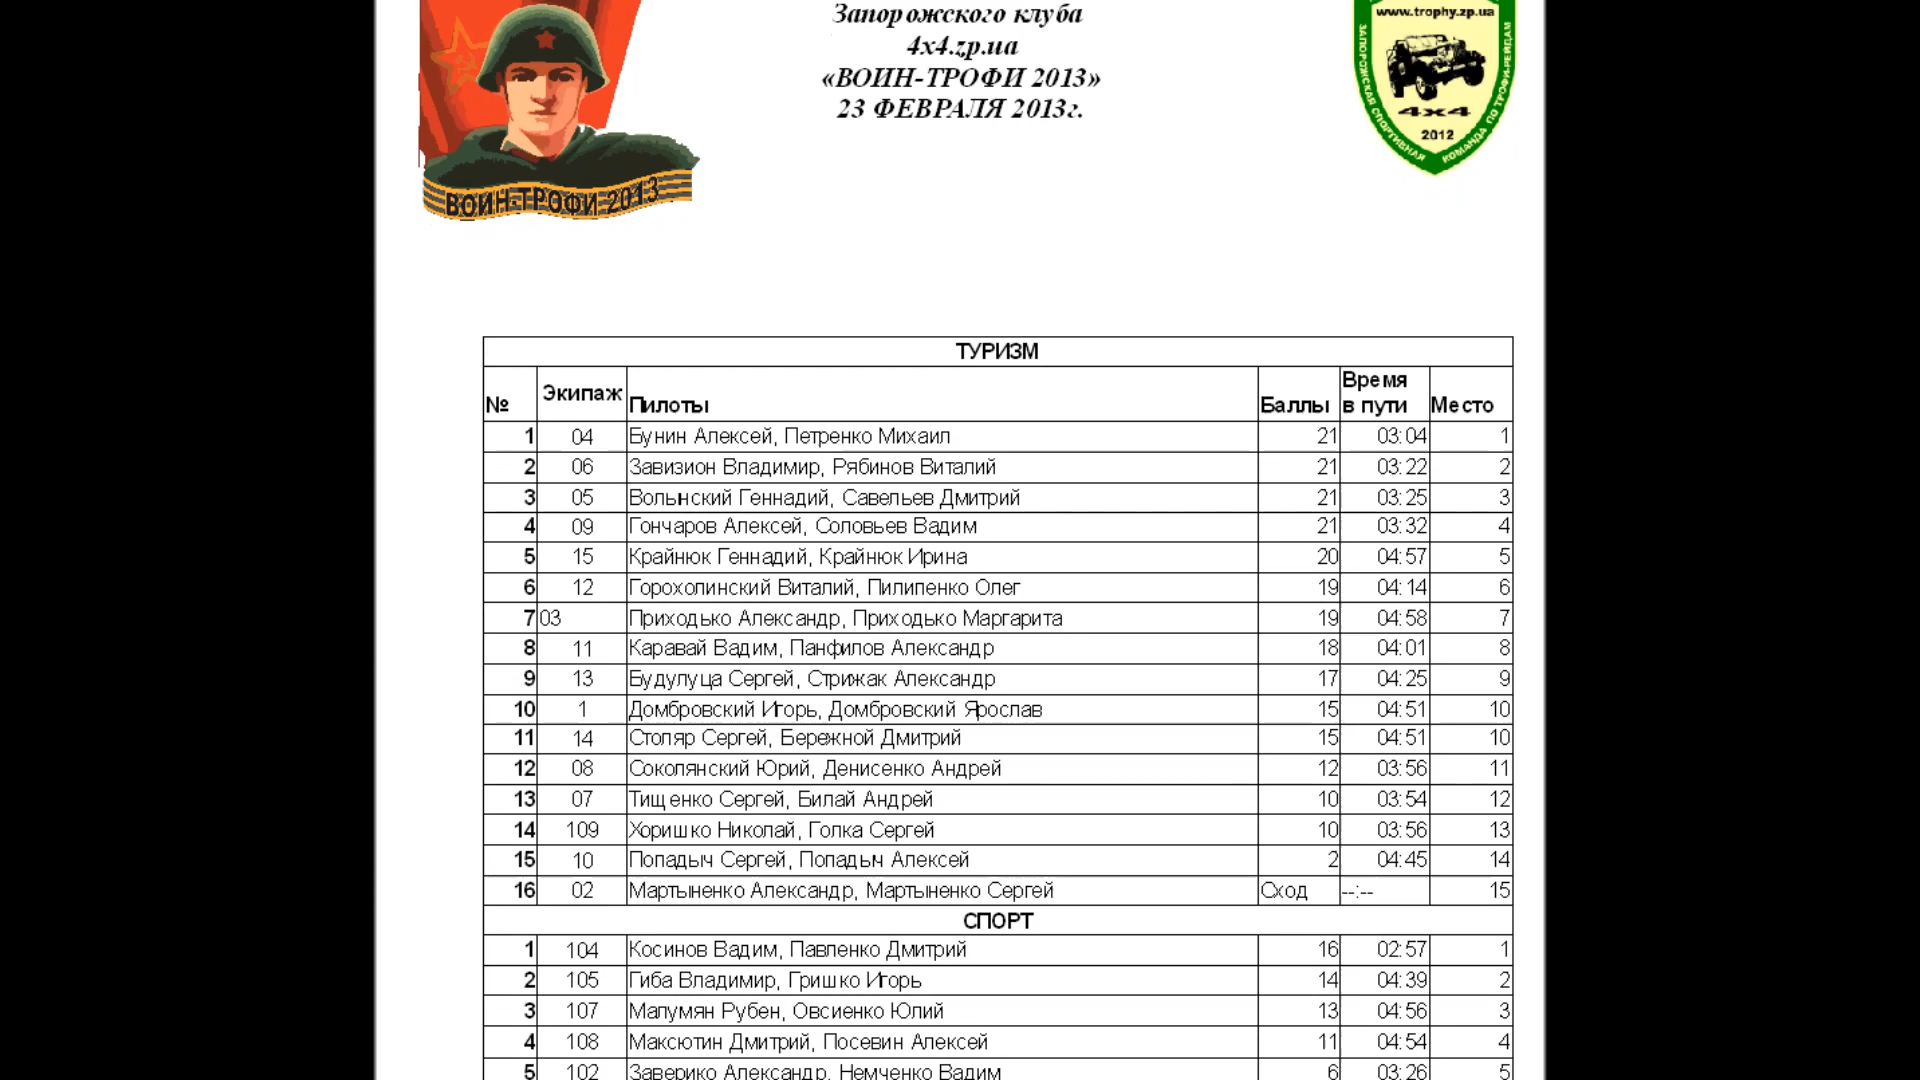 Запорожского клуба
4x4.zp.ua
«ВОИН-ТРОФИ 2013»
23 ФЕВРАЛЯ 2013г.
ВОИН-ТРОФИ 2013
www.trophy.zp.ua
ЗАПОРОЖСКАЯ СПОРТИВНАЯ КОМАНДА ПО ТРОФИ-РЕЙДАМ
4x4
2012
ТУРИЗМ
№ Экипаж Пилоты Баллы Время в пути Место
1 04 Бунин Алексей, Петренко Михаил 21 03:04 1
2 06 Завизион Владимир, Рябинов Виталий 21 03:22 2
3 05 Волынский Геннадий, Савельев Дмитрий 21 03:25 3
4 09 Гончаров Алексей, Соловьев Вадим 21 03:32 4
5 15 Крайнюк Геннадий, Крайнюк Ирина 20 04:57 5
6 12 Горохолинский Виталий, Пилипенко Олег 19 04:14 6
7 03 Приходько Александр, Приходько Маргарита 19 04:58 7
8 11 Каравай Вадим, Панфилов Александр 18 04:01 8
9 13 Будулуца Сергей, Стрижак Александр 17 04:25 9
10 1 Домбровский Игорь, Домбровский Ярослав 15 04:51 10
11 14 Столяр Сергей, Бережной Дмитрий 15 04:51 10
12 08 Соколянский Юрий, Денисенко Андрей 12 03:56 11
13 07 Тищенко Сергей, Билай Андрей 10 03:54 12
14 109 Хоришко Николай, Голка Сергей 10 03:56 13
15 10 Попадыч Сергей, Попадыч Алексей 2 04:45 14
16 02 Мартыненко Александр, Мартыненко Сергей Сход --:-- 15
СПОРТ
1 104 Косинов Вадим, Павленко Дмитрий 16 02:57 1
2 105 Гиба Владимир, Гришко Игорь 14 04:39 2
3 107 Малумян Рубен, Овсиенко Юлий 13 04:56 3
4 108 Максютин Дмитрий, Посевин Алексей 11 04:54 4
5 102 Заверико Александр, Немченко Вадим 6 03:26 5